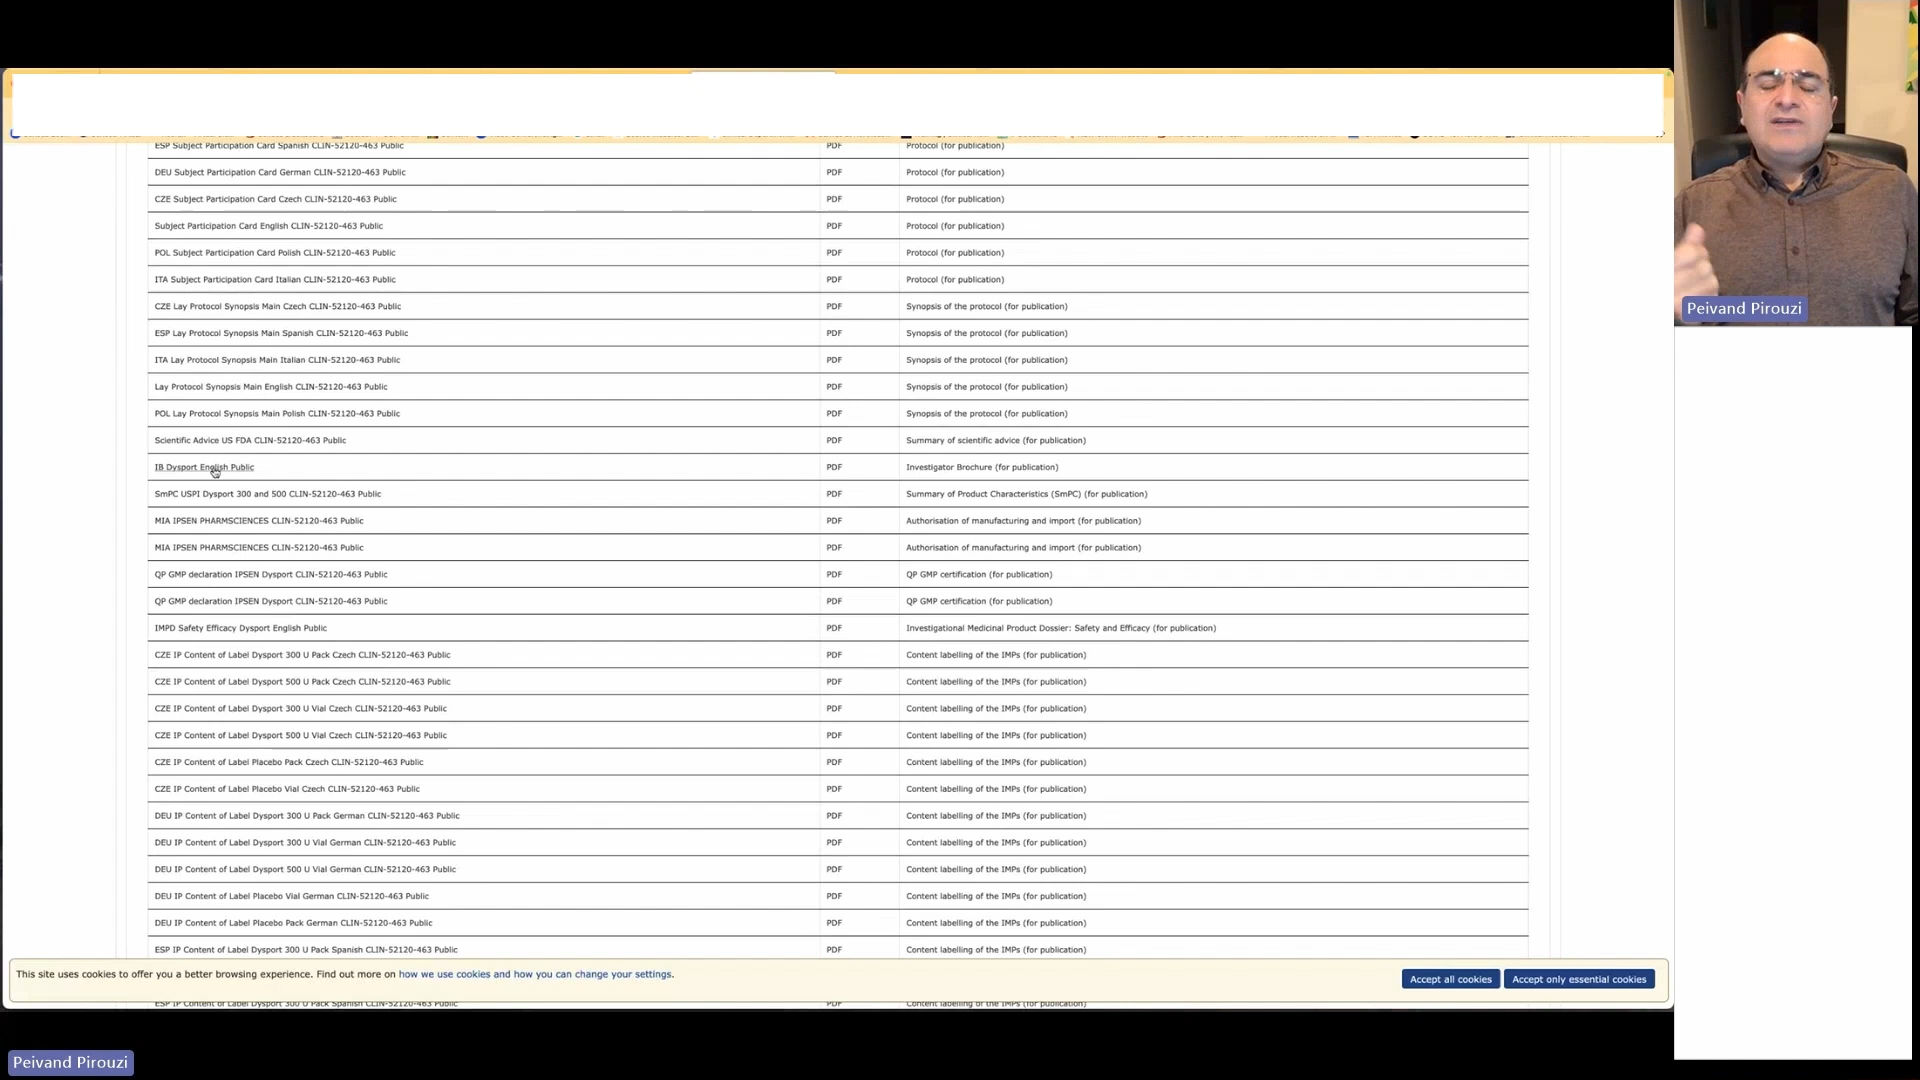 ESP Subject Participation Card Spanish CLIN-52120-463 Public PDF Protocol (for publication)
DEU Subject Participation Card German CLIN-52120-463 Public PDF Protocol (for publication)
CZE Subject Participation Card Czech CLIN-52120-463 Public PDF Protocol (for publication)
Subject Participation Card English CLIN-52120-463 Public PDF Protocol (for publication)
POL Subject Participation Card Polish CLIN-52120-463 Public PDF Protocol (for publication)
ITA Subject Participation Card Italian CLIN-52120-463 Public PDF Protocol (for publication)
CZE Lay Protocol Synopsis Main Czech CLIN-52120-463 Public PDF Synopsis of the protocol (for publication)
ESP Lay Protocol Synopsis Main Spanish CLIN-52120-463 Public PDF Synopsis of the protocol (for publication)
ITA Lay Protocol Synopsis Main Italian CLIN-52120-463 Public PDF Synopsis of the protocol (for publication)
Lay Protocol Synopsis Main English CLIN-52120-463 Public PDF Synopsis of the protocol (for publication)
POL Lay Protocol Synopsis Main Polish CLIN-52120-463 Public PDF Synopsis of the protocol (for publication)
Scientific Advice US FDA CLIN-52120-463 Public PDF Summary of scientific advice (for publication)
IB Dysport English Public PDF Investigator Brochure (for publication)
SmPC USPI Dysport 300 and 500 CLIN-52120-463 Public PDF Summary of Product Characteristics (SmPC) (for publication)
MIA IPSEN PHARMSCIENCES CLIN-52120-463 Public PDF Authorisation of manufacturing and import (for publication)
MIA IPSEN PHARMSCIENCES CLIN-52120-463 Public PDF Authorisation of manufacturing and import (for publication)
QP GMP declaration IPSEN Dysport CLIN-52120-463 Public PDF QP GMP certification (for publication)
QP GMP declaration IPSEN Dysport CLIN-52120-463 Public PDF QP GMP certification (for publication)
IMPD Safety Efficacy Dysport English Public PDF Investigational Medicinal Product Dossier: Safety and Efficacy (for publication)
CZE IP Content of Label Dysport 300 U Pack Czech CLIN-52120-463 Public PDF Content labelling of the IMPs (for publication)
CZE IP Content of Label Dysport 500 U Pack Czech CLIN-52120-463 Public PDF Content labelling of the IMPs (for publication)
CZE IP Content of Label Dysport 300 U Vial Czech CLIN-52120-463 Public PDF Content labelling of the IMPs (for publication)
CZE IP Content of Label Dysport 500 U Vial Czech CLIN-52120-463 Public PDF Content labelling of the IMPs (for publication)
CZE IP Content of Label Placebo Pack Czech CLIN-52120-463 Public PDF Content labelling of the IMPs (for publication)
CZE IP Content of Label Placebo Vial Czech CLIN-52120-463 Public PDF Content labelling of the IMPs (for publication)
DEU IP Content of Label Dysport 300 U Pack German CLIN-52120-463 Public PDF Content labelling of the IMPs (for publication)
DEU IP Content of Label Dysport 300 U Vial German CLIN-52120-463 Public PDF Content labelling of the IMPs (for publication)
DEU IP Content of Label Dysport 500 U Vial German CLIN-52120-463 Public PDF Content labelling of the IMPs (for publication)
DEU IP Content of Label Placebo Vial German CLIN-52120-463 Public PDF Content labelling of the IMPs (for publication)
DEU IP Content of Label Placebo Pack German CLIN-52120-463 Public PDF Content labelling of the IMPs (for publication)
ESP IP Content of Label Dysport 300 U Pack Spanish CLIN-52120-463 Public PDF Content labelling of the IMPs (for publication)
This site uses cookies to offer you a better browsing experience. Find out more on how we use cookies and how you can change your settings.
Accept all cookies Accept only essential cookies
ESP IP Content of Label Dysport 300 U Pack Spanish CLIN-52120-463 Public PDF Content labelling of the IMPs (for publication)
Peivand Pirouzi
Peivand Pirouzi